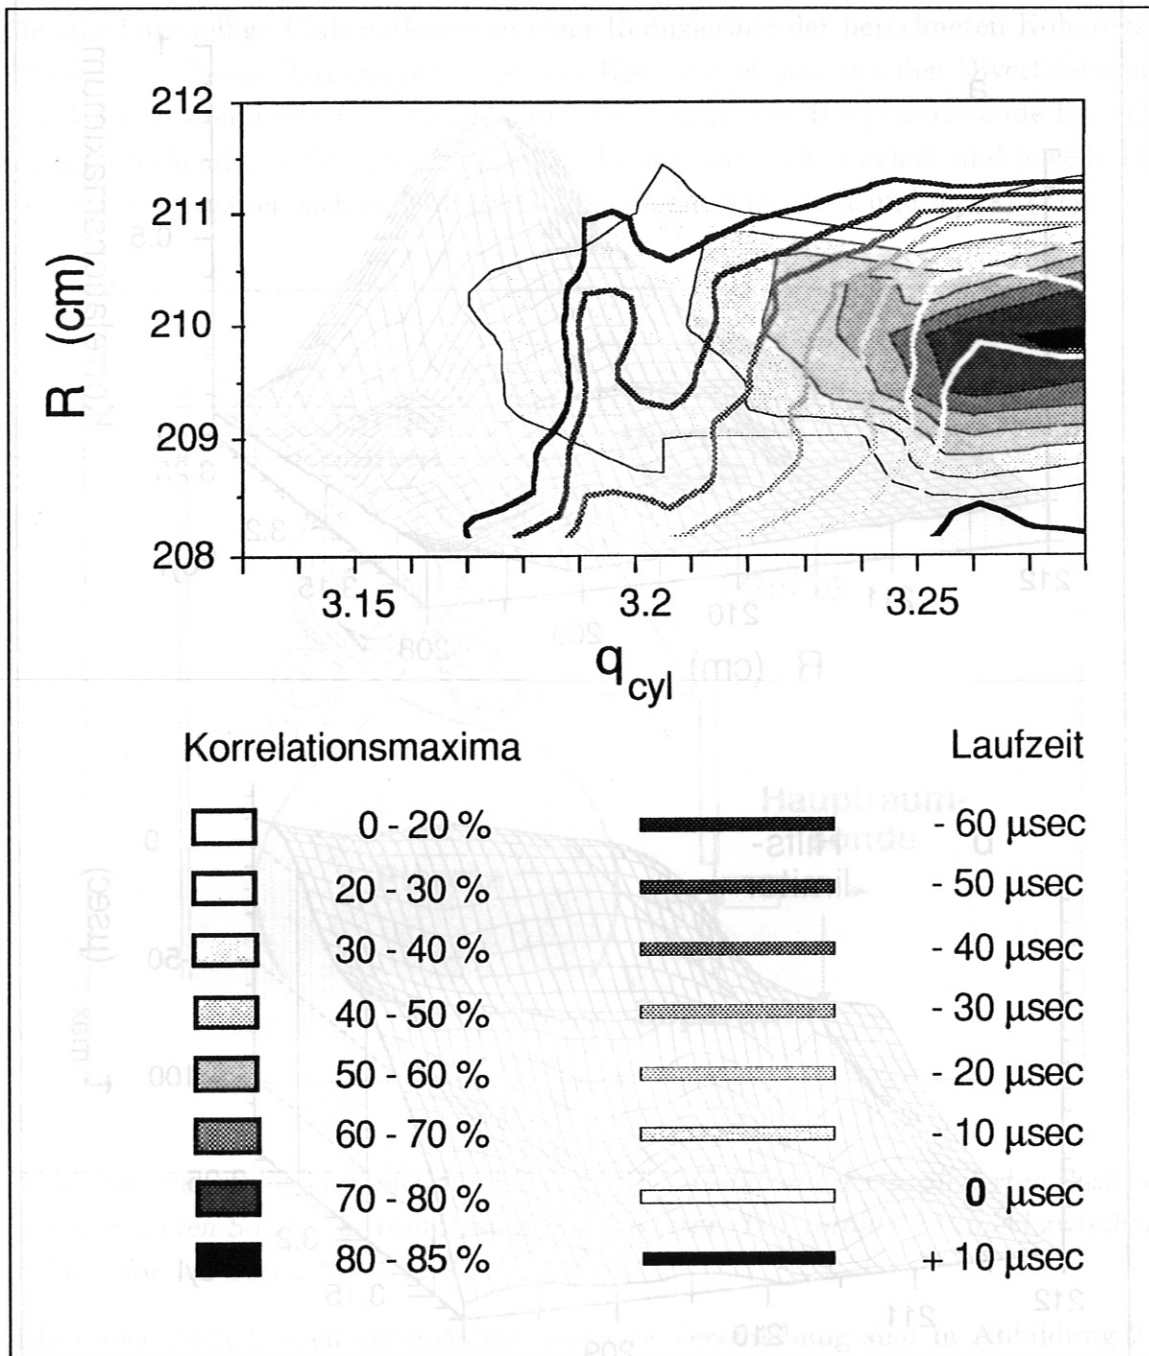 212
211
210
209
208
R (cm)
3.15
3.2
3.25
q cyl
Korrelationsmaxima
Laufzeit
0 - 20 %
- 60 μsec
20 - 30 %
- 50 μsec
30 - 40 %
- 40 μsec
40 - 50 %
- 30 μsec
50 - 60 %
- 20 μsec
60 - 70 %
- 10 μsec
70 - 80 %
0 μsec
80 - 85 %
+ 10 μsec